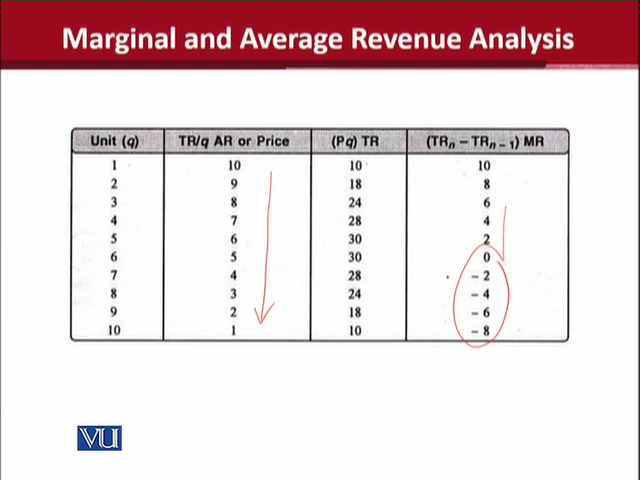 Marginal and Average Revenue Analysis
Unit (q) TR/q AR or Price (Pq) TR (TRn – TRn – 1) MR
1 10 10 10
2 9 18 8
3 8 24 6
4 7 28 4
5 6 30 2
6 5 30 0
7 4 28 – 2
8 3 24 – 4
9 2 18 – 6
10 1 10 – 8
VU